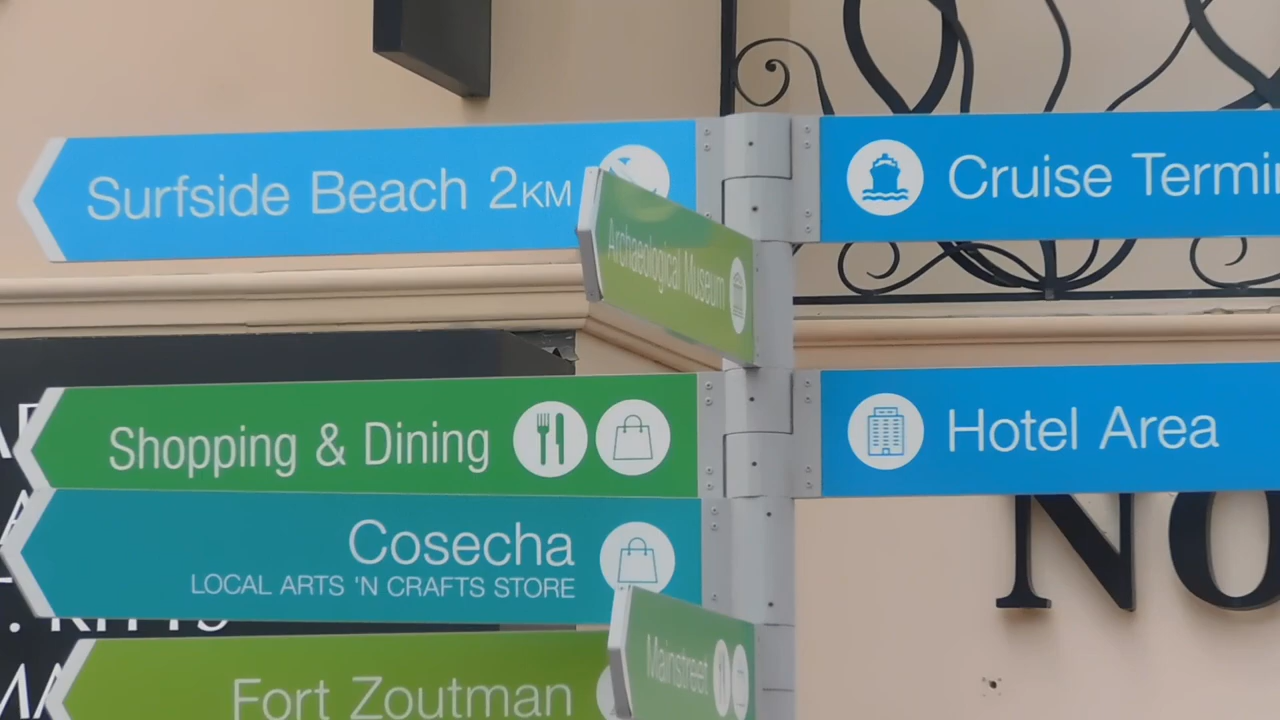 Surfside Beach 2KM
Cruise Termi
Archaeological Museum
Shopping & Dining
Hotel Area
Cosecha
LOCAL ARTS 'N CRAFTS STORE
NO
Mainstreet
Fort Zoutman